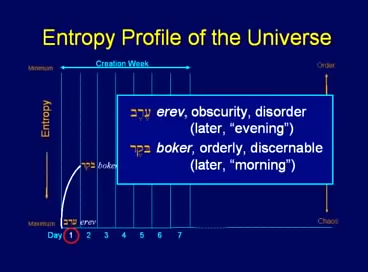 Entropy Profile of the Universe
Creation Week
Minimum
Order
Entropy
עֶרֶב erev, obscurity, disorder
(later, “evening”)
בֹּקֶר boker, orderly, discernable
(later, “morning”)
בֹּקֶר boke
Maximum
עֶרֶב erev
Chaos
Day 1 2 3 4 5 6 7